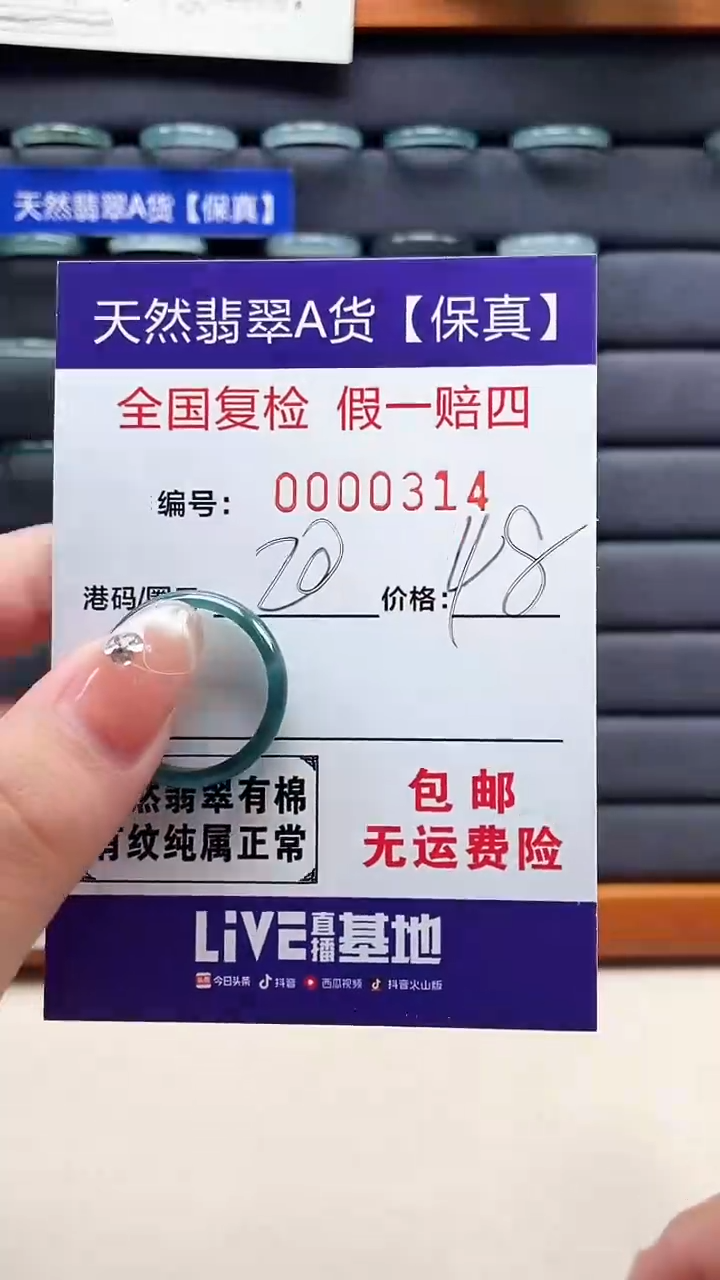 天然翡翠A货【保真】
天然翡翠A货【保真】
全国复检 假一赔四
编号: 0000314
港码/圈 20 价格: 48
然翡翠有棉
有纹纯属正常
包邮
无运费险
LiVE直播基地
今日头条 抖音 西瓜视频 抖音火山版